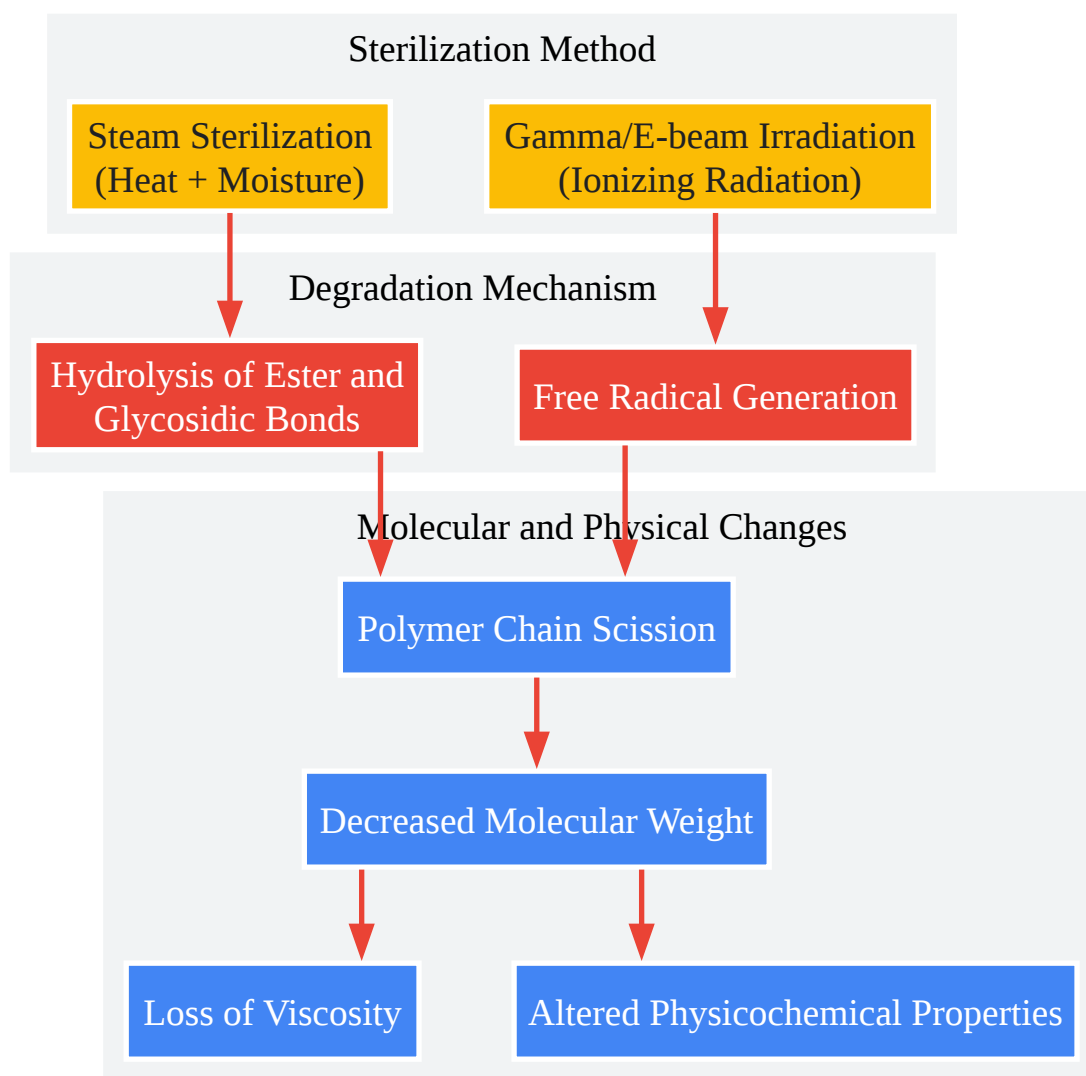 Sterilization Method
Steam Sterilization
(Heat + Moisture)
Gamma/E-beam Irradiation
(Ionizing Radiation)
Degradation Mechanism
Hydrolysis of Ester and
Glycosidic Bonds
Free Radical Generation
Molecular and Physical Changes
Polymer Chain Scission
Decreased Molecular Weight
Loss of Viscosity
Altered Physicochemical Properties